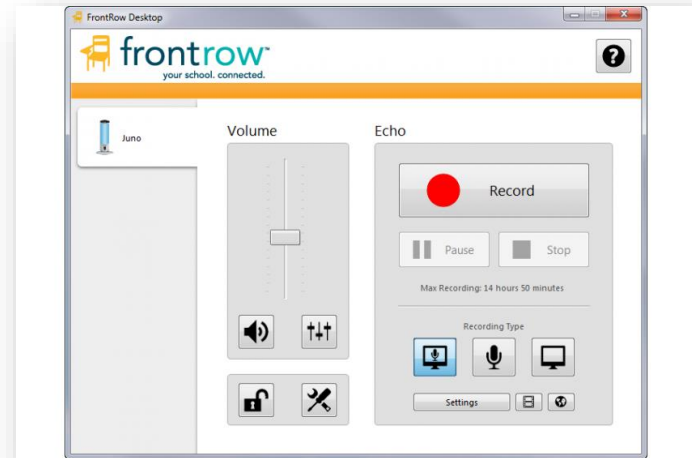 FrontRow Desktop
frontrow™
your school. connected.
?
Juno
Volume
Echo
Record
Pause
Stop
Max Recording: 14 hours 50 minutes
Recording Type
Settings